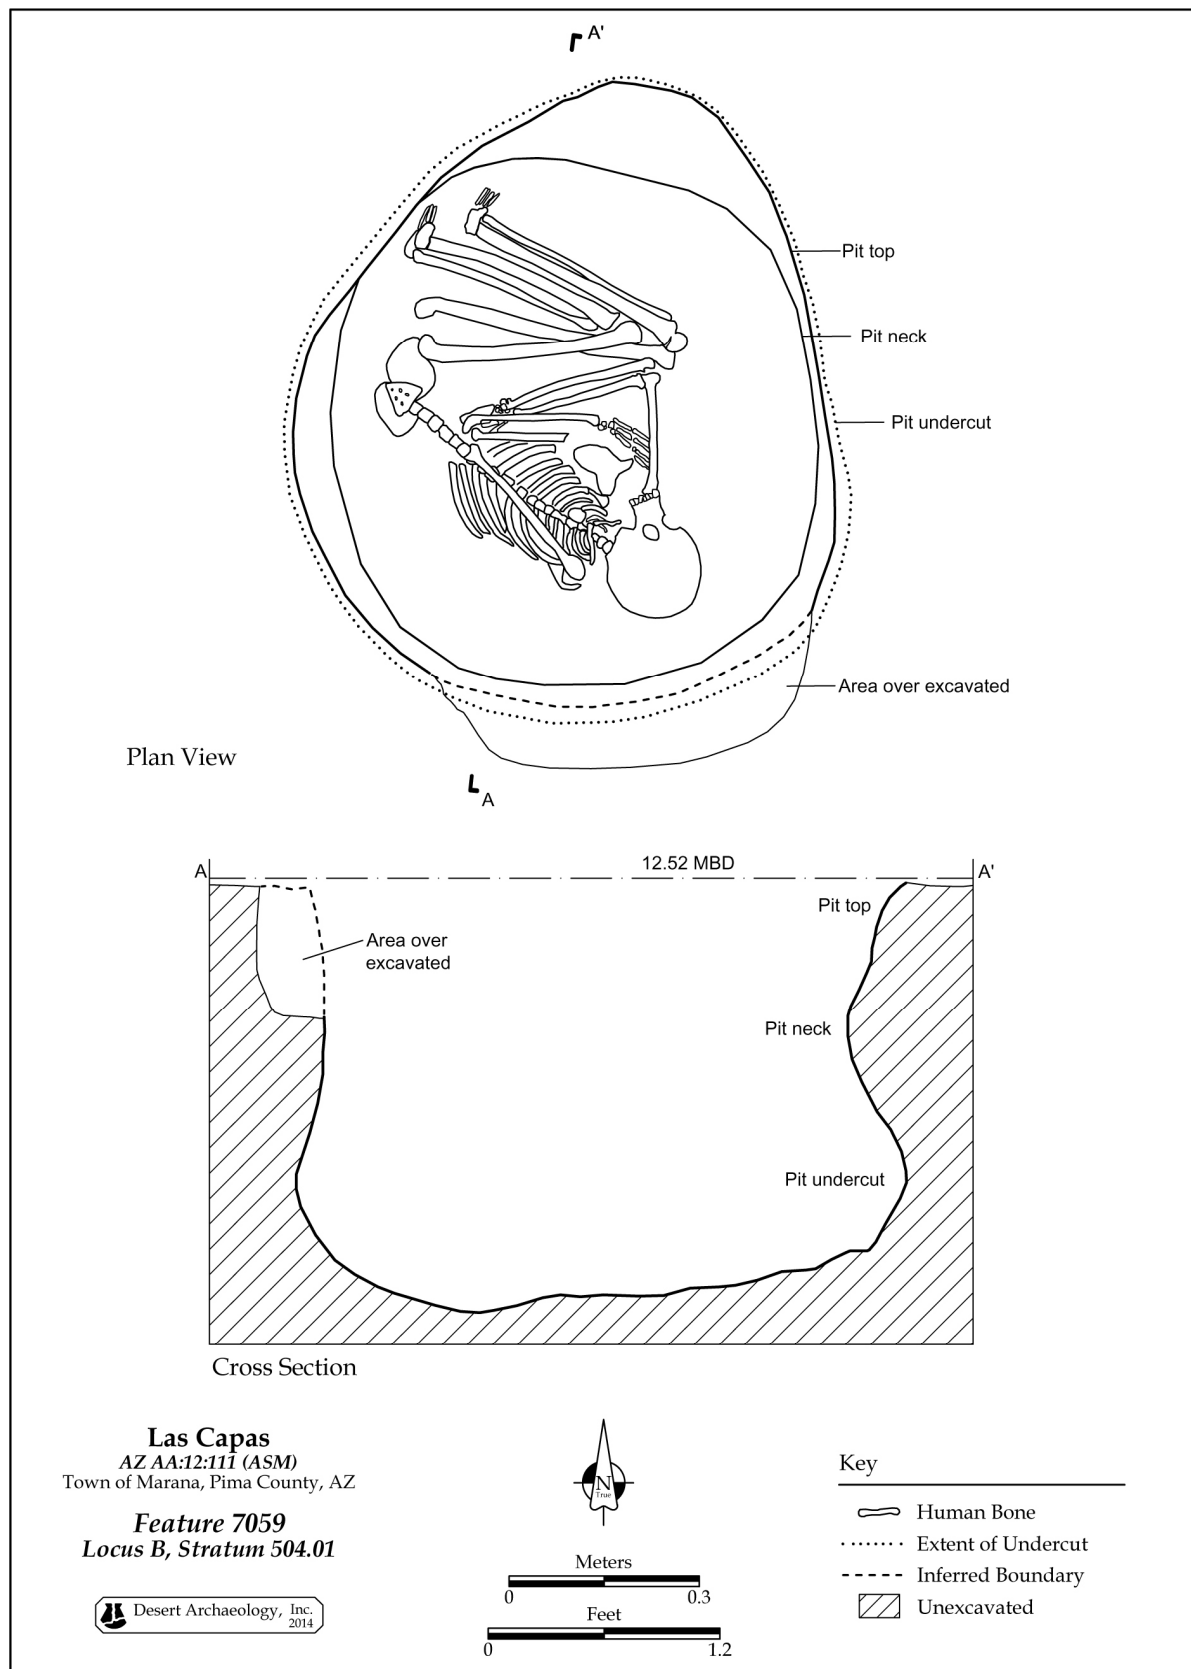 A'
Pit top
Pit neck
Pit undercut
Area over excavated
Plan View
A
A
12.52 MBD
A'
Pit top
Area over
excavated
Pit neck
Pit undercut
Cross Section
Las Capas
AZ AA:12:111 (ASM)
Town of Marana, Pima County, AZ
Feature 7059
Locus B, Stratum 504.01
Desert Archaeology, Inc.
2014
N
True
Meters
0 0.3
Feet
0 1.2
Key
Human Bone
Extent of Undercut
Inferred Boundary
Unexcavated